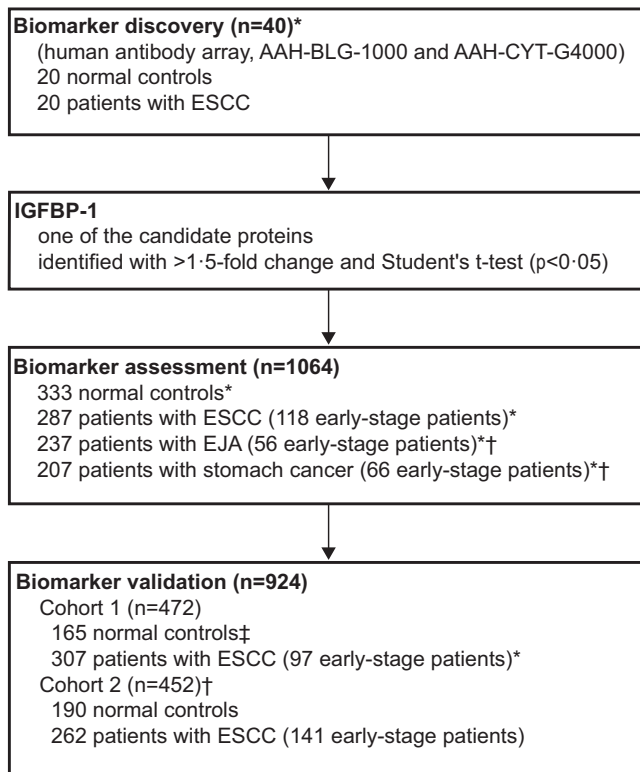 Biomarker discovery (n=40)*
(human antibody array, AAH-BLG-1000 and AAH-CYT-G4000)
20 normal controls
20 patients with ESCC
IGFBP-1
one of the candidate proteins
identified with >1·5-fold change and Student's t-test (p<0·05)
Biomarker assessment (n=1064)
333 normal controls*
287 patients with ESCC (118 early-stage patients)*
237 patients with EJA (56 early-stage patients)*†
207 patients with stomach cancer (66 early-stage patients)*†
Biomarker validation (n=924)
Cohort 1 (n=472)
165 normal controls‡
307 patients with ESCC (97 early-stage patients)*
Cohort 2 (n=452)†
190 normal controls
262 patients with ESCC (141 early-stage patients)